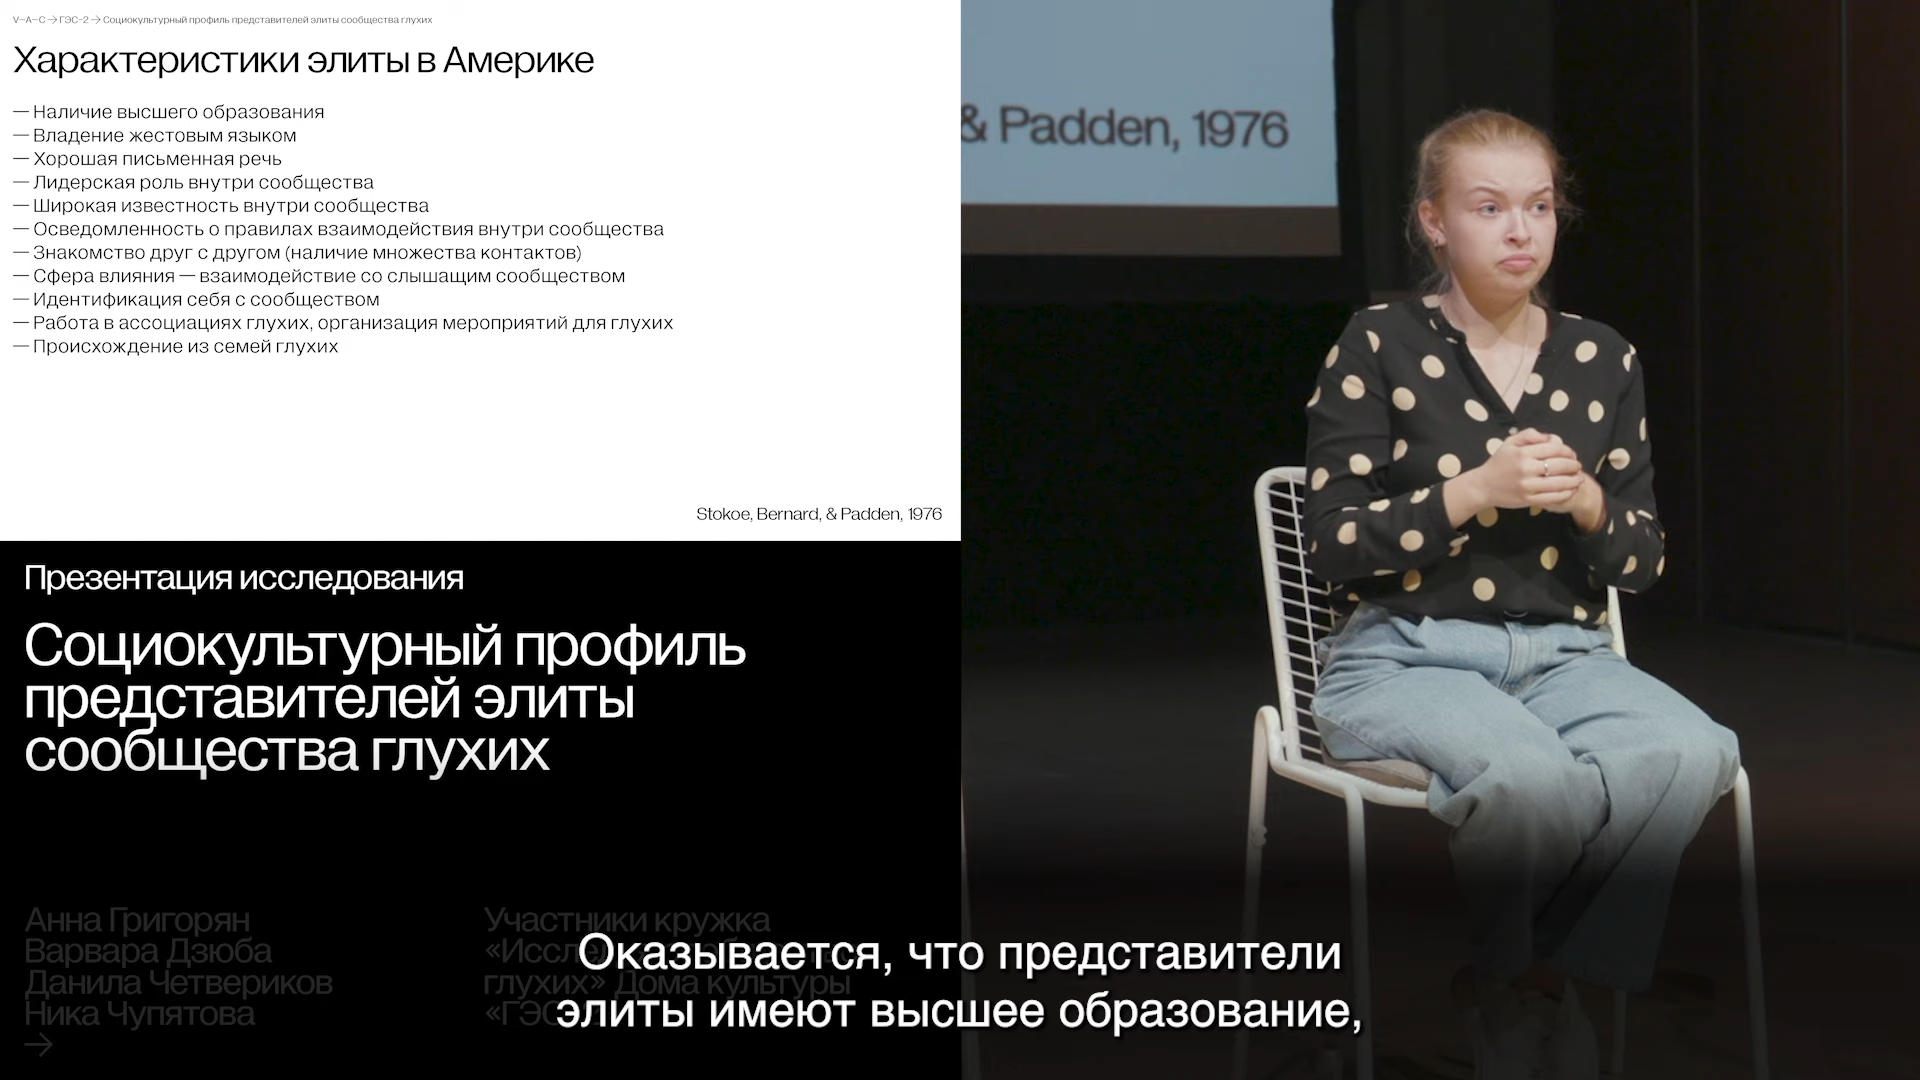 V–A–C → ГЭС-2 → Социокультурный профиль представителей элиты сообщества глухих
Характеристики элиты в Америке
— Наличие высшего образования
— Владение жестовым языком
— Хорошая письменная речь
— Лидерская роль внутри сообщества
— Широкая известность внутри сообщества
— Осведомленность о правилах взаимодействия внутри сообщества
— Знакомство друг с другом (наличие множества контактов)
— Сфера влияния — взаимодействие со слышащим сообществом
— Идентификация себя с сообществом
— Работа в ассоциациях глухих, организация мероприятий для глухих
— Происхождение из семей глухих
Stokoe, Bernard, & Padden, 1976
& Padden, 1976
Презентация исследования
Социокультурный профиль
представителей элиты
сообщества глухих
Анна Григорян
Варвара Дзюба
Данила Четвериков
Ника Чупятова
→
Участники кружка
глухих» Дома культуры
Оказывается, что представители
элиты имеют высшее образование,